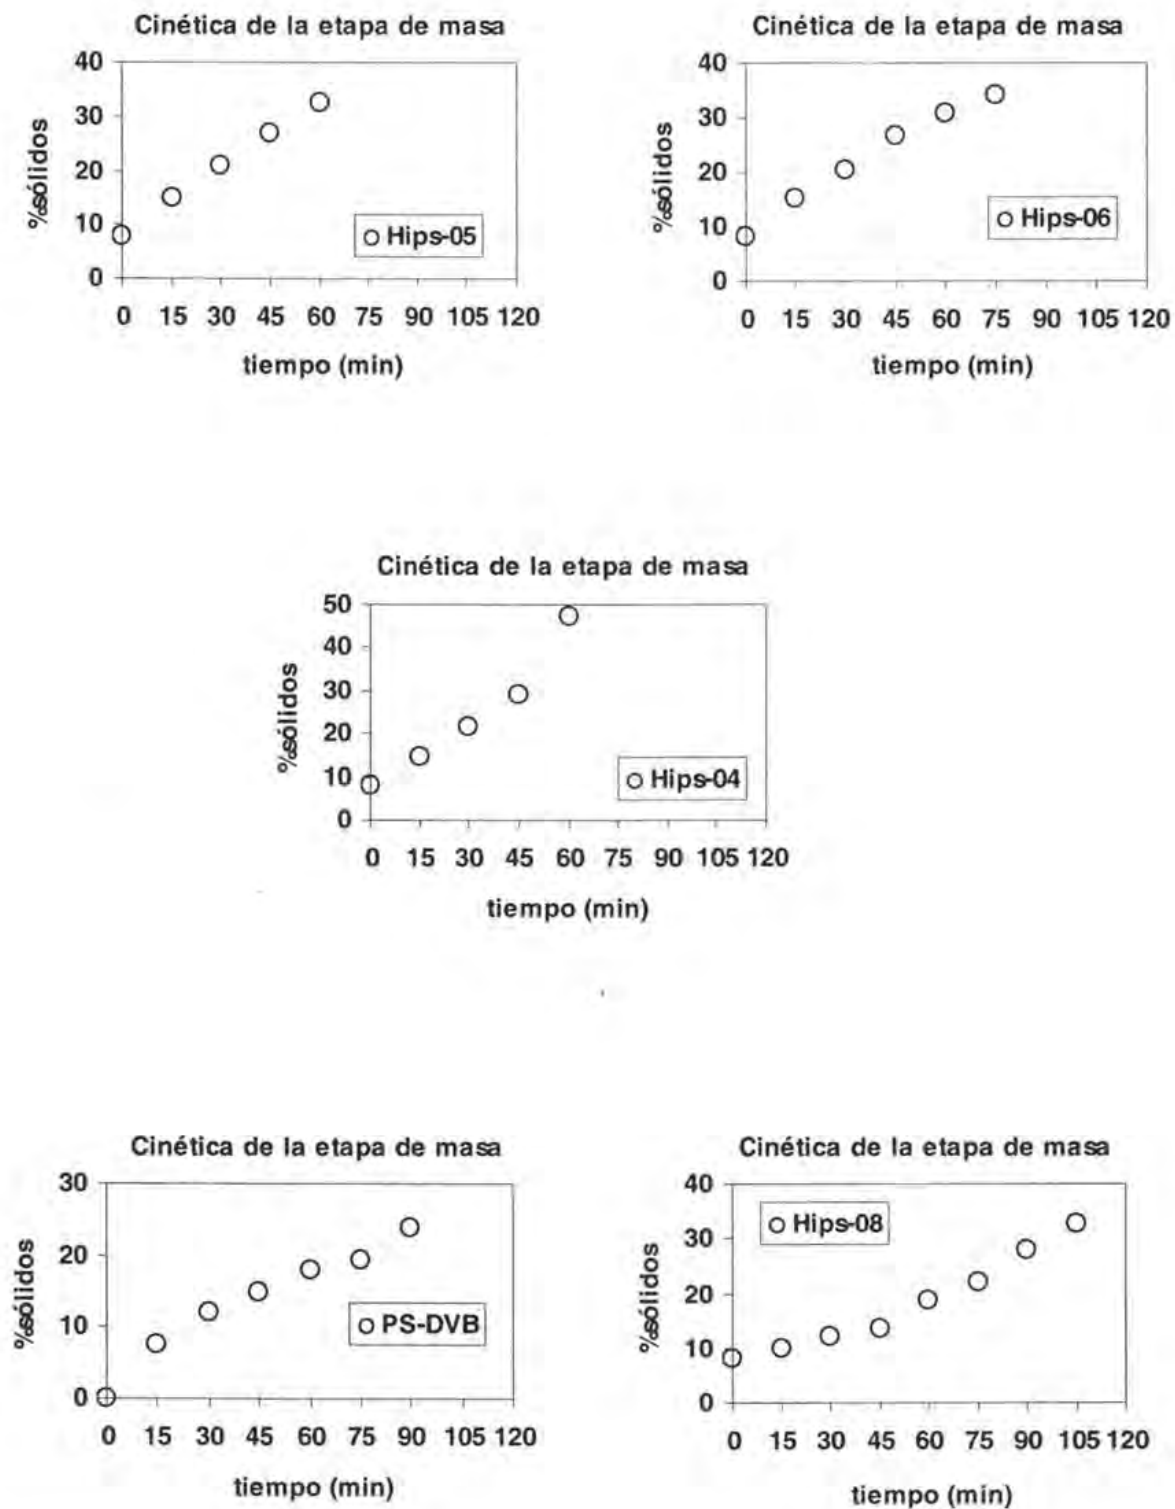 Cinética de la etapa de masa
40
30
20
10
0
%sólidos
Hips-05
0 15 30 45 60 75 90 105 120
tiempo (min)
Cinética de la etapa de masa
40
30
20
10
0
%sólidos
Hips-06
0 15 30 45 60 75 90 105 120
tiempo (min)
Cinética de la etapa de masa
50
40
30
20
10
0
%sólidos
Hips-04
0 15 30 45 60 75 90 105 120
tiempo (min)
Cinética de la etapa de masa
30
20
10
0
%sólidos
PS-DVB
0 15 30 45 60 75 90 105 120
tiempo (min)
Cinética de la etapa de masa
40
30
20
10
0
%sólidos
Hips-08
0 15 30 45 60 75 90 105 120
tiempo (min)